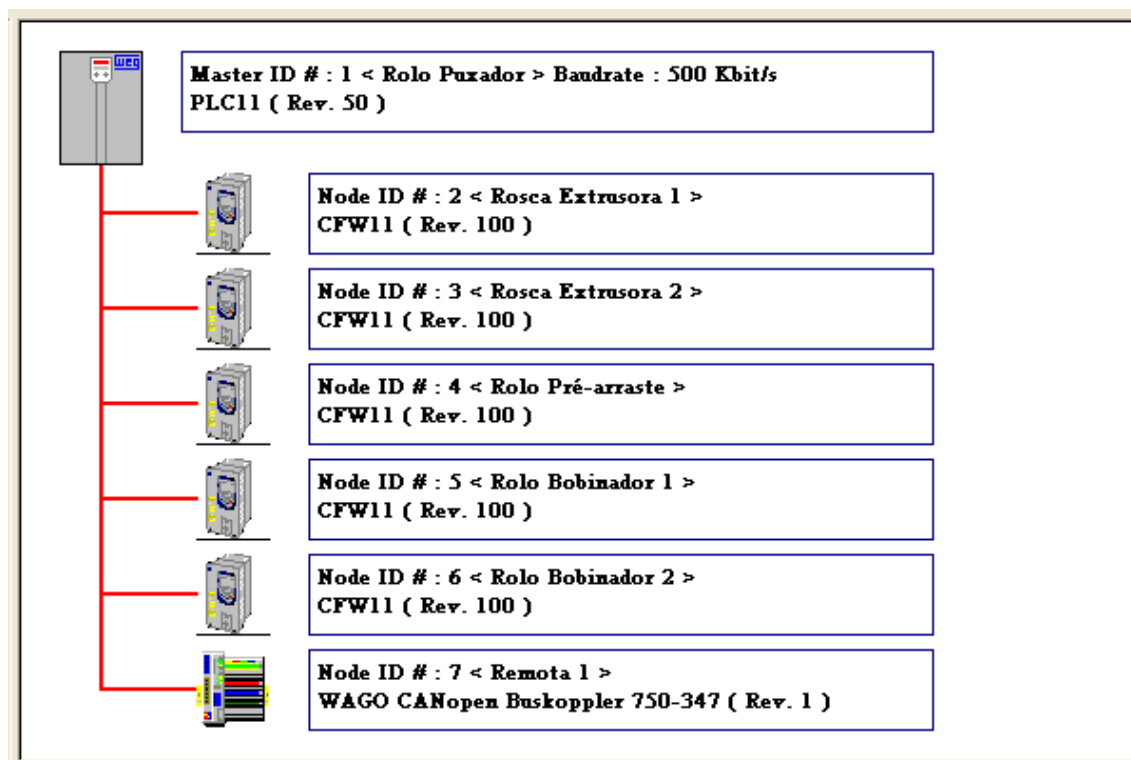 weg
Master ID # : 1 < Rolo Puxador > Baudrate : 500 Kbit/s
PLC11 ( Rev. 50 )
Node ID # : 2 < Rosca Extrusora 1 >
CFW11 ( Rev. 100 )
Node ID # : 3 < Rosca Extrusora 2 >
CFW11 ( Rev. 100 )
Node ID # : 4 < Rolo Pré-arraste >
CFW11 ( Rev. 100 )
Node ID # : 5 < Rolo Bobinador 1 >
CFW11 ( Rev. 100 )
Node ID # : 6 < Rolo Bobinador 2 >
CFW11 ( Rev. 100 )
Node ID # : 7 < Remota 1 >
WAGO CANopen Buskoppler 750-347 ( Rev. 1 )